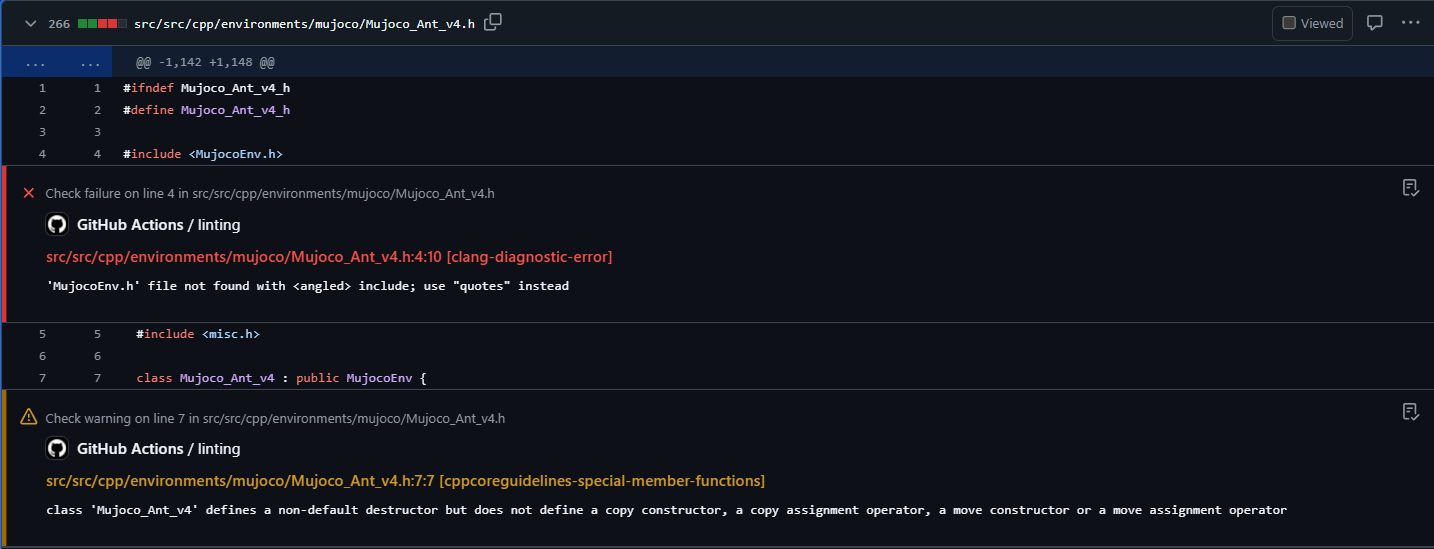 266 src/src/cpp/environments/mujoco/Mujoco_Ant_v4.h Viewed ...
... ... @@ -1,142 +1,148 @@
1 1 #ifndef Mujoco_Ant_v4_h
2 2 #define Mujoco_Ant_v4_h
3 3
4 4 #include <MujocoEnv.h>
Check failure on line 4 in src/src/cpp/environments/mujoco/Mujoco_Ant_v4.h
GitHub Actions / linting
src/src/cpp/environments/mujoco/Mujoco_Ant_v4.h:4:10 [clang-diagnostic-error]
'MujocoEnv.h' file not found with <angled> include; use "quotes" instead
5 5 #include <misc.h>
6 6
7 7 class Mujoco_Ant_v4 : public MujocoEnv {
Check warning on line 7 in src/src/cpp/environments/mujoco/Mujoco_Ant_v4.h
GitHub Actions / linting
src/src/cpp/environments/mujoco/Mujoco_Ant_v4.h:7:7 [cppcoreguidelines-special-member-functions]
class 'Mujoco_Ant_v4' defines a non-default destructor but does not define a copy constructor, a copy assignment operator, a move constructor or a move assignment operator